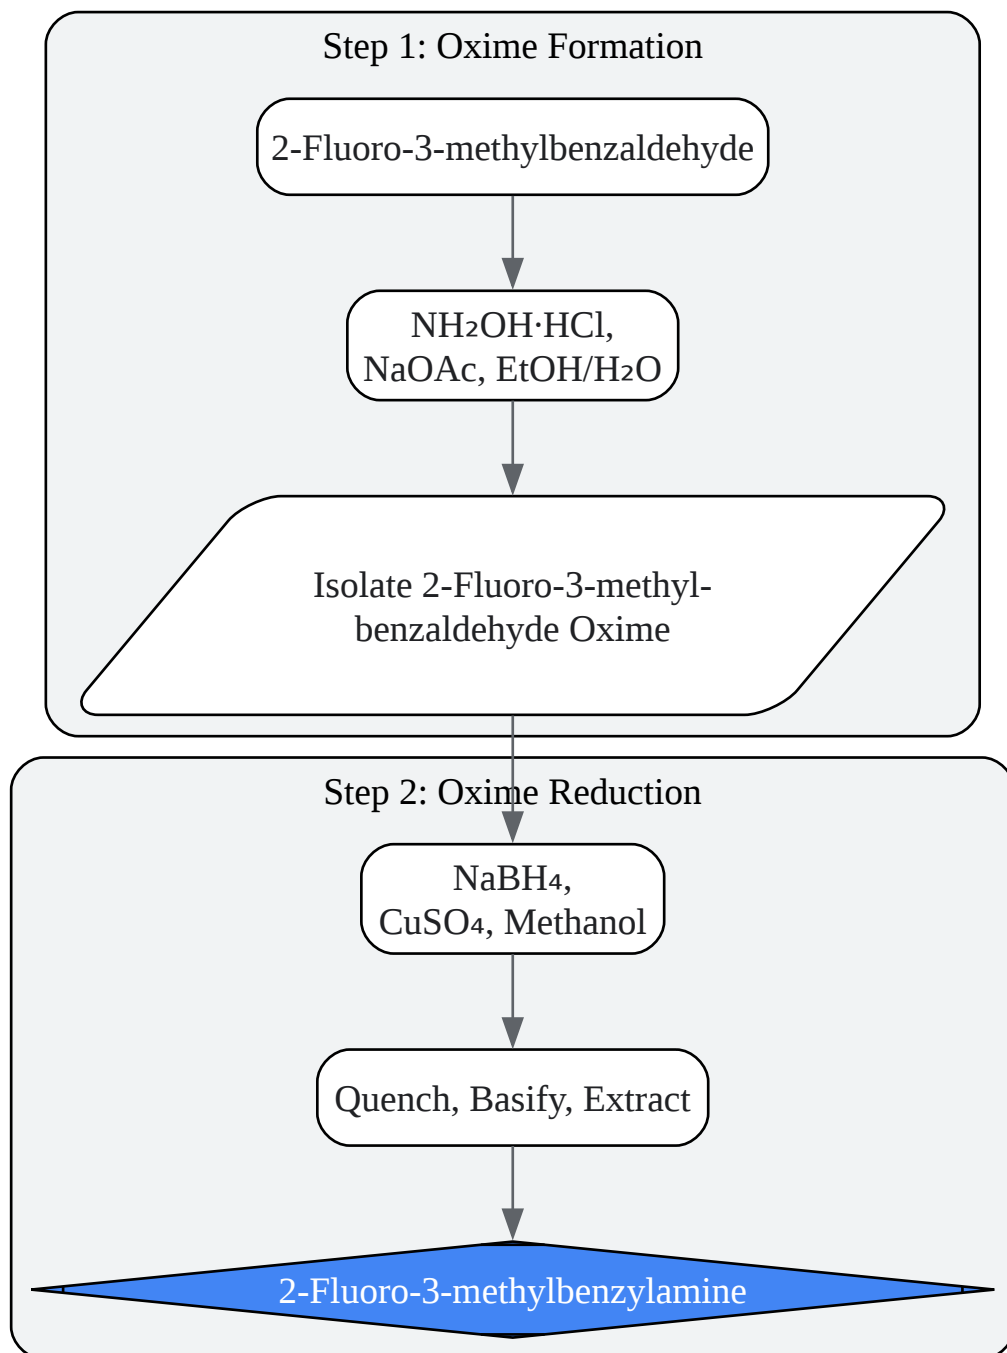 Step 1: Oxime Formation
2-Fluoro-3-methylbenzaldehyde
NH₂OH·HCl,
NaOAc, EtOH/H₂O
Isolate 2-Fluoro-3-methyl-
benzaldehyde Oxime
Step 2: Oxime Reduction
NaBH₄,
CuSO₄, Methanol
Quench, Basify, Extract
2-Fluoro-3-methylbenzylamine